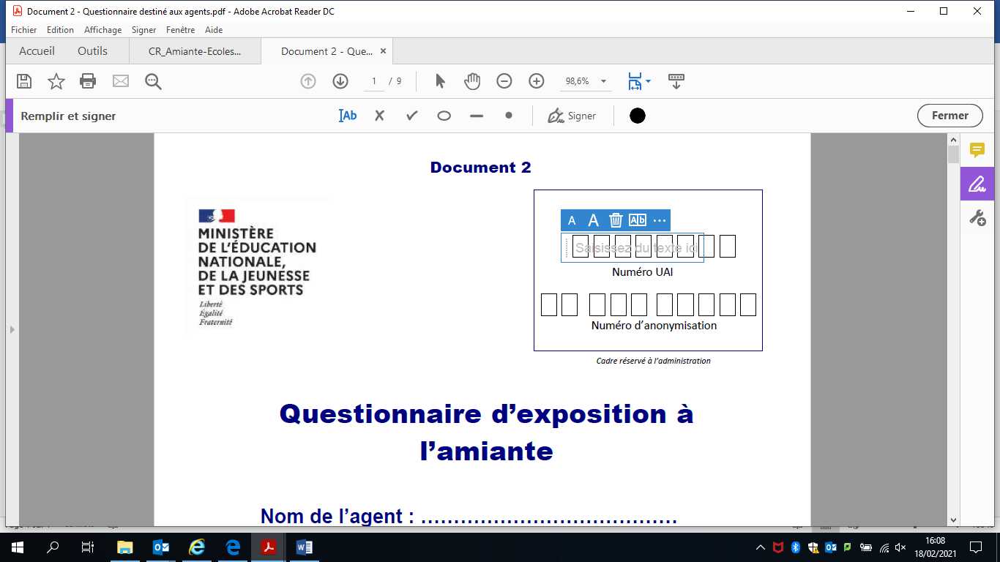 Document 2 - Questionnaire destiné aux agents.pdf - Adobe Acrobat Reader DC
Fichier Edition Affichage Signer Fenêtre Aide
Accueil Outils CR_Amiante-Ecoles... Document 2 - Que... ×
1 / 9 98,6%
Remplir et signer Ab Signer Fermer
Document 2
A A Ab ...
Saisissez du texte ici
Numéro UAI
Numéro d’anonymisation
Cadre réservé à l’administration
MINISTÈRE
DE L’ÉDUCATION
NATIONALE,
DE LA JEUNESSE
ET DES SPORTS
Liberté
Égalité
Fraternité
Questionnaire d’exposition à
l’amiante
Nom de l’agent : ……………………………………
16:08
18/02/2021